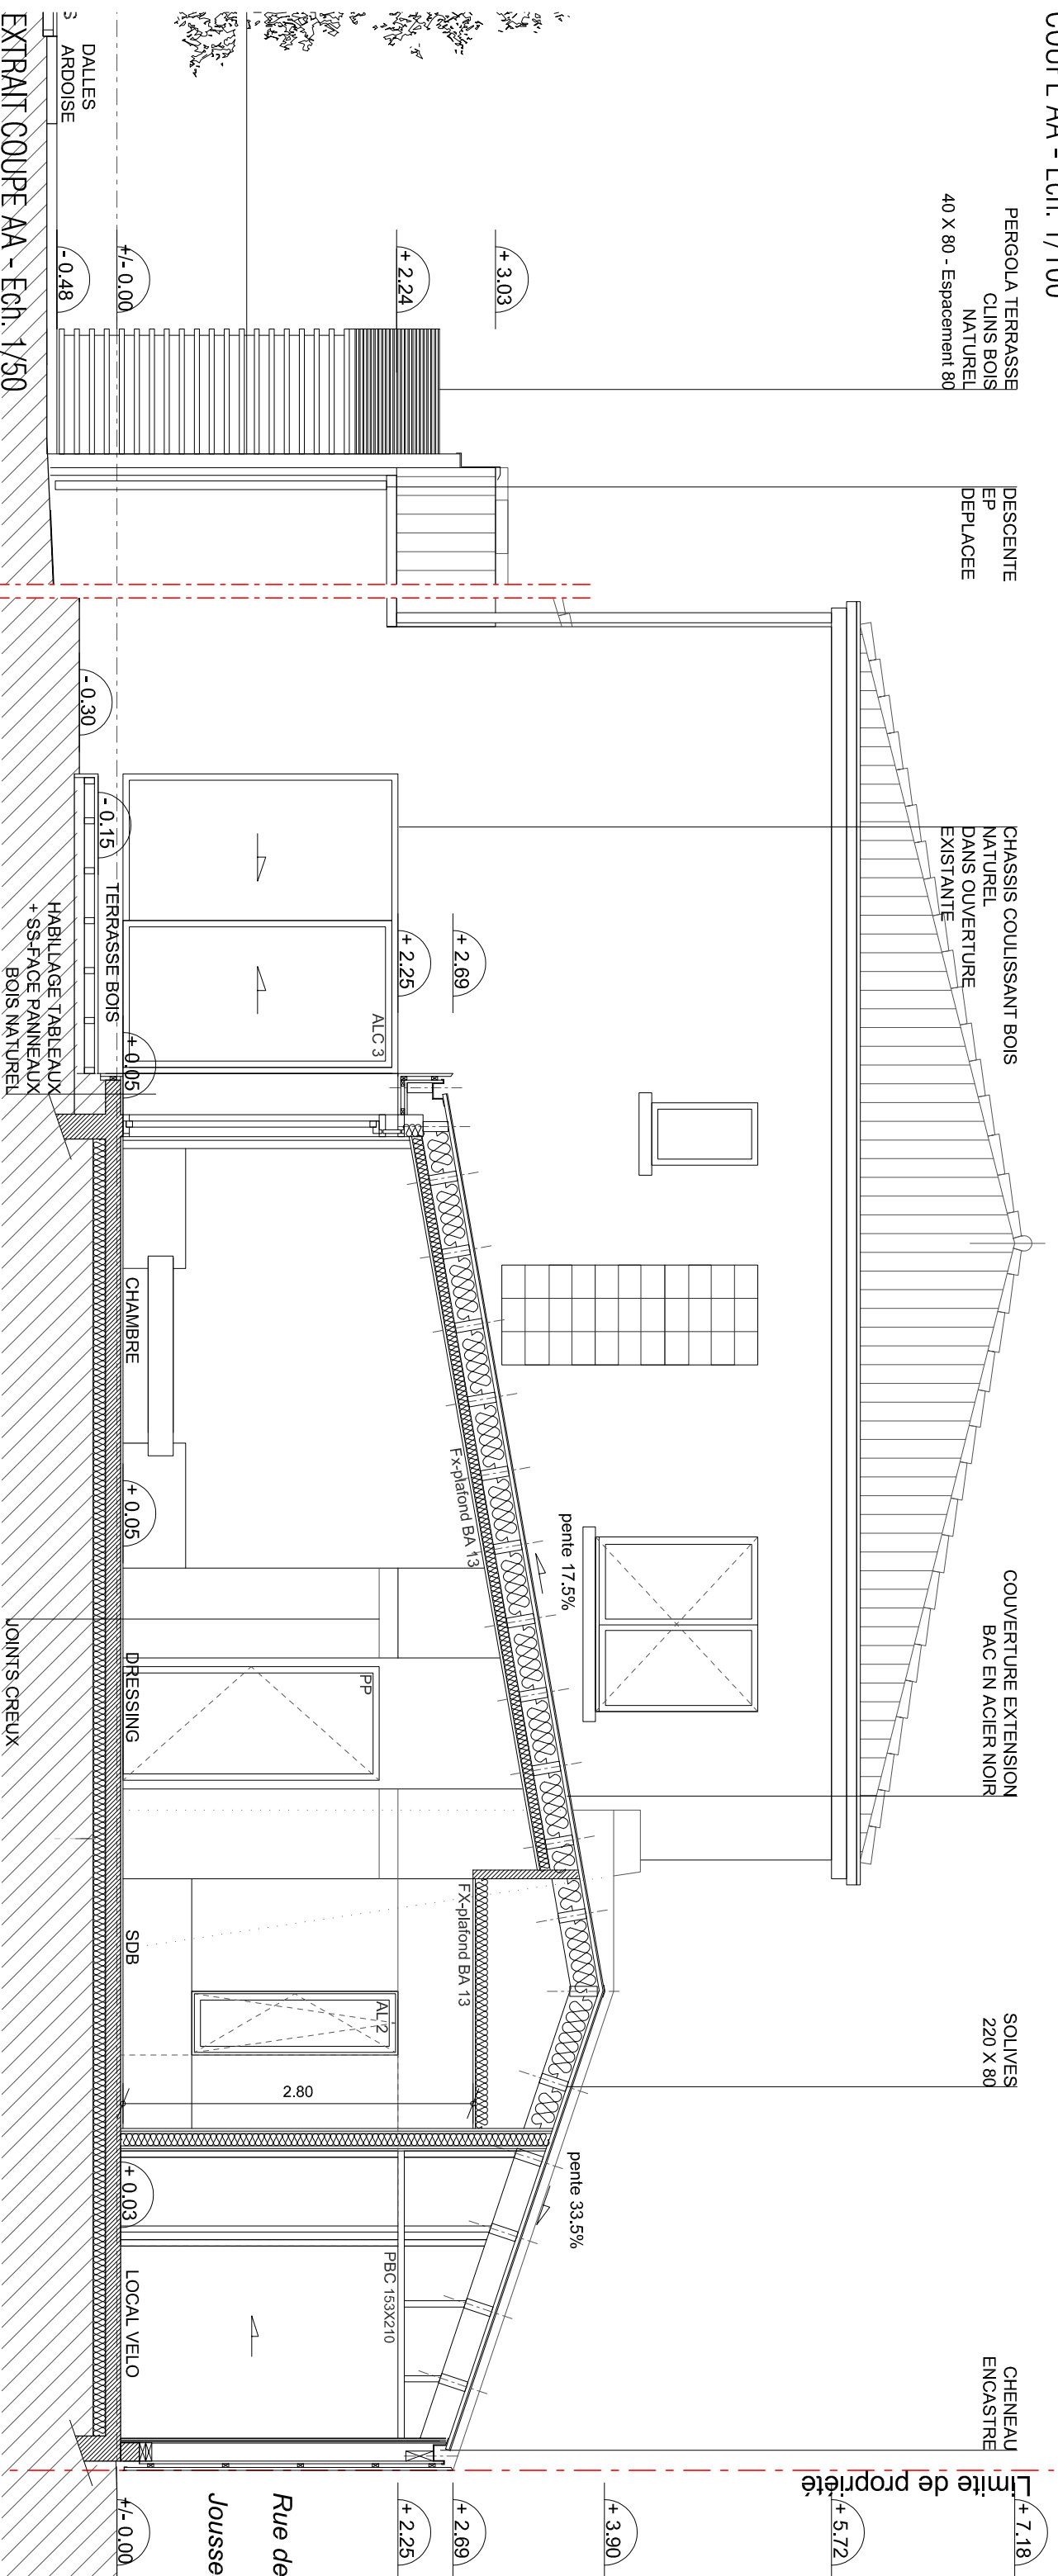 COUPE AA - Ech. 1/100
PERGOLA TERRASSE
CLINS BOIS
NATUREL
40 X 80 - Espacement 80
DESCENTE
EP
DEPLACEE
CHASSIS COULISSANT BOIS
NATUREL
DANS OUVERTURE
EXISTANTE
COUVERTURE EXTENSION
BAC EN ACIER NOIR
SOLIVES
220 X 80
CHENEAU
ENCASTRE
Limite de propriété
+ 7.18
+ 5.72
+ 3.90
+ 2.69
+ 2.25
+/- 0.00
Rue de
Jousse
+ 3.03
+ 2.24
+/- 0.00
- 0.48
DALLES
ARDOISE
- 0.30
- 0.15
TERRASSE BOIS
+ 2.69
+ 2.25
ALC 3
+ 0.05
HABILLAGE TABLEAUX
+ SS-FACE PANNEAUX
BOIS NATUREL
CHAMBRE
+ 0.05
Fx-plafond BA 13
pente 17.5%
DRESSING
PP
JOINTS CREUX
SDB
FX-plafond BA 13
AL 2
2.80
pente 33.5%
+ 0.03
PBC 153X210
LOCAL VELO
EXTRAIT COUPE AA - Ech. 1/50